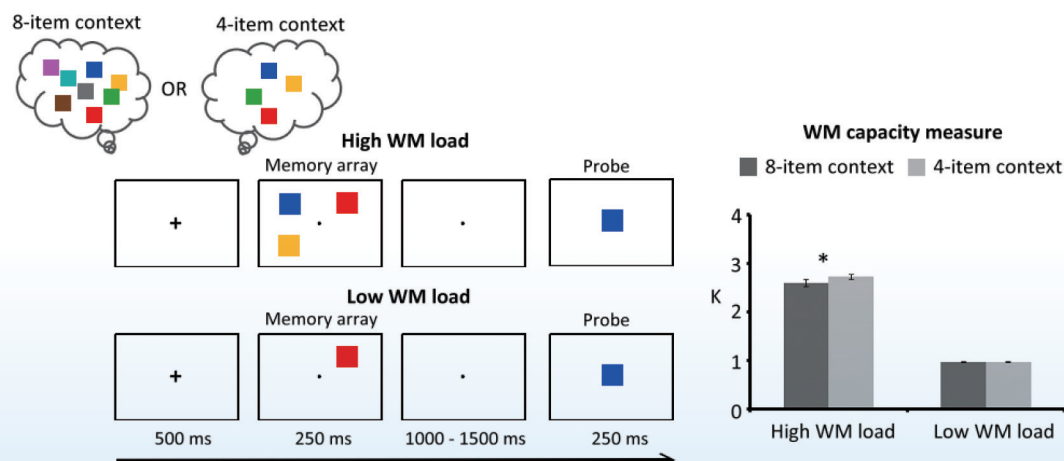 8-item context
OR
4-item context
High WM load
Memory array
Probe
+
Low WM load
Memory array
Probe
+
500 ms
250 ms
1000 - 1500 ms
250 ms
WM capacity measure
8-item context
4-item context
4
3
2
1
0
K
*
High WM load
Low WM load